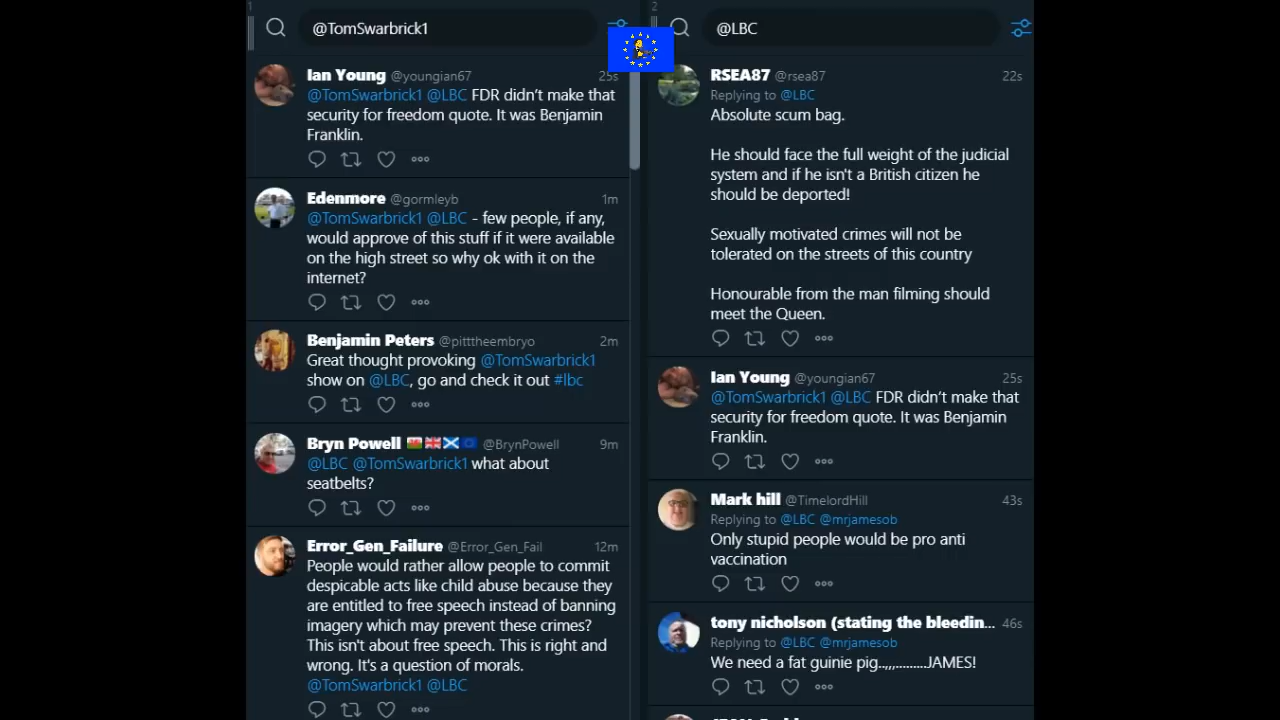 1
@TomSwarbrick1
Ian Young @youngian67 25s
@TomSwarbrick1 @LBC FDR didn’t make that
security for freedom quote. It was Benjamin
Franklin.
Edenmore @gormleyb 1m
@TomSwarbrick1 @LBC - few people, if any,
would approve of this stuff if it were available
on the high street so why ok with it on the
internet?
Benjamin Peters @pitttheembryo 2m
Great thought provoking @TomSwarbrick1
show on @LBC, go and check it out #lbc
Bryn Powell @BrynPowell 9m
@LBC @TomSwarbrick1 what about
seatbelts?
Error_Gen_Failure @Error_Gen_Fail 12m
People would rather allow people to commit
despicable acts like child abuse because they
are entitled to free speech instead of banning
imagery which may prevent these crimes?
This isn't about free speech. This is right and
wrong. It's a question of morals.
@TomSwarbrick1 @LBC
2
@LBC
RSEA87 @rsea87 22s
Replying to @LBC
Absolute scum bag.
He should face the full weight of the judicial
system and if he isn't a British citizen he
should be deported!
Sexually motivated crimes will not be
tolerated on the streets of this country
Honourable from the man filming should
meet the Queen.
Ian Young @youngian67 25s
@TomSwarbrick1 @LBC FDR didn’t make that
security for freedom quote. It was Benjamin
Franklin.
Mark hill @TimelordHill 43s
Replying to @LBC @mrjamesob
Only stupid people would be pro anti
vaccination
tony nicholson (stating the bleedin... 46s
Replying to @LBC @mrjamesob
We need a fat guinie pig..,,,.........JAMES!